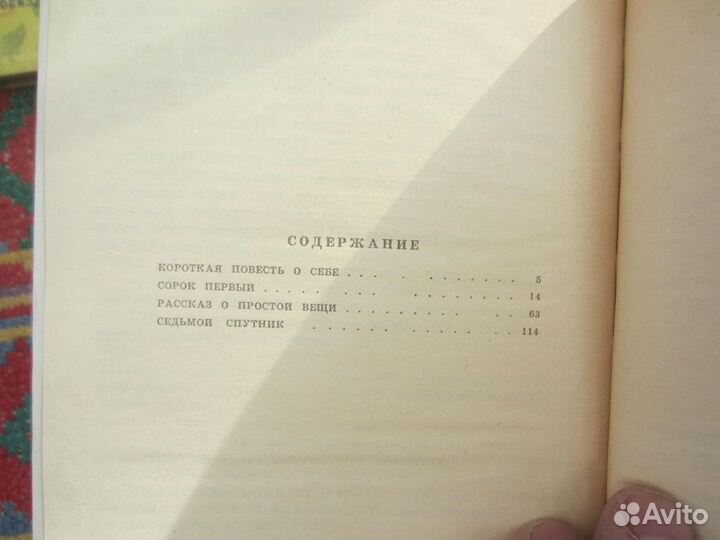 СОДЕРЖАНИЕ
КОРОТКАЯ ПОВЕСТЬ О СЕБЕ . . . . . . . . . . . 5
СОРОК ПЕРВЫЙ . . . . . . . . . . . . . . 14
РАССКАЗ О ПРОСТОЙ ВЕЩИ . . . . . . . . . . 63
СЕДЬМОЙ СПУТНИК . . . . . . . . . . . . 114
Avito